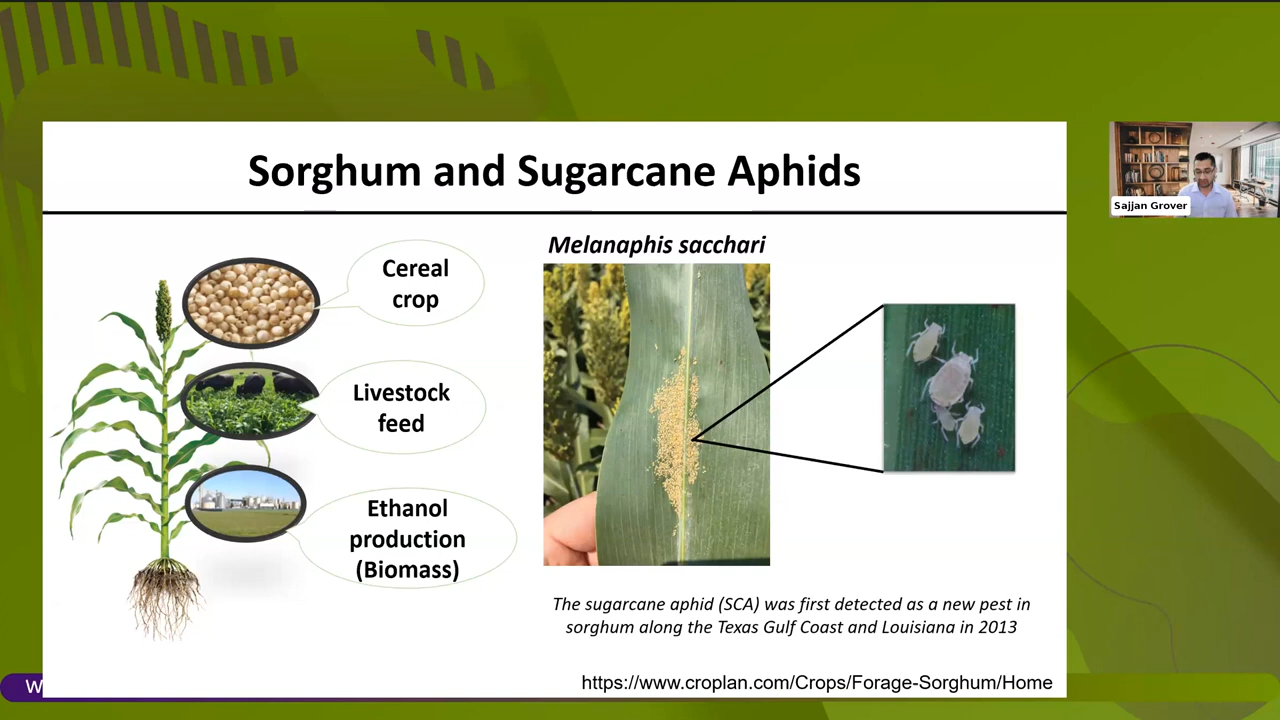 Sorghum and Sugarcane Aphids
Sajjan Grover
Cereal
crop
Livestock
feed
Ethanol
production
(Biomass)
Melanaphis sacchari
The sugarcane aphid (SCA) was first detected as a new pest in
sorghum along the Texas Gulf Coast and Louisiana in 2013
https://www.croplan.com/Crops/Forage-Sorghum/Home
W